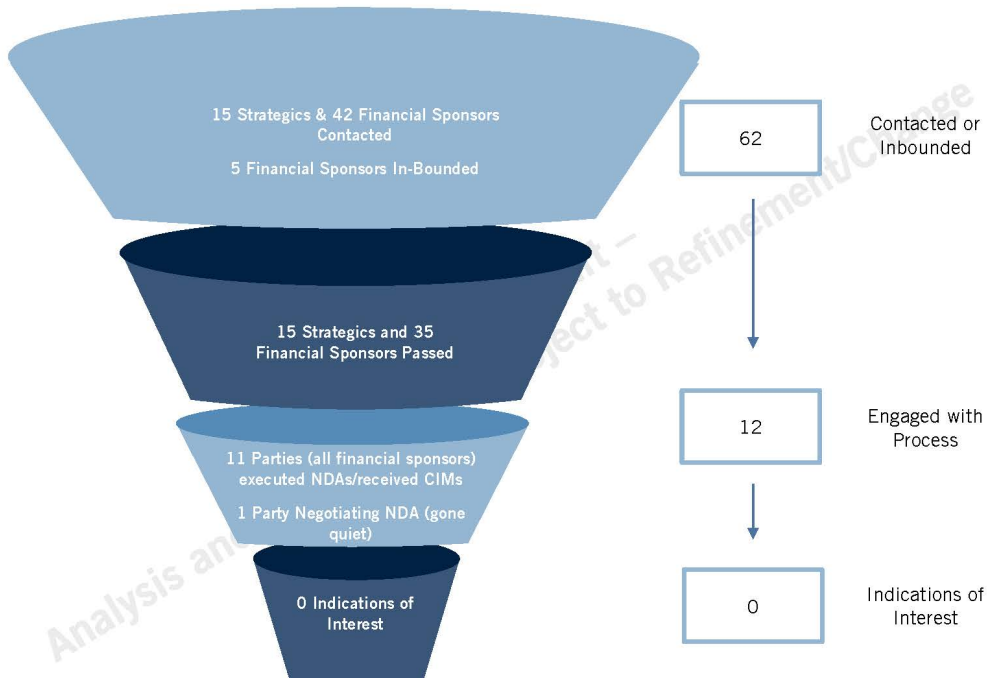 15 Strategics & 42 Financial Sponsors
Contacted
5 Financial Sponsors In-Bounded
62
Contacted or
Inbounded
15 Strategics and 35
Financial Sponsors Passed
11 Parties (all financial sponsors)
executed NDAs/received CIMs
1 Party Negotiating NDA (gone
quiet)
12
Engaged with
Process
0 Indications of
Interest
0
Indications of
Interest
Analysis and
to Refinement/Change